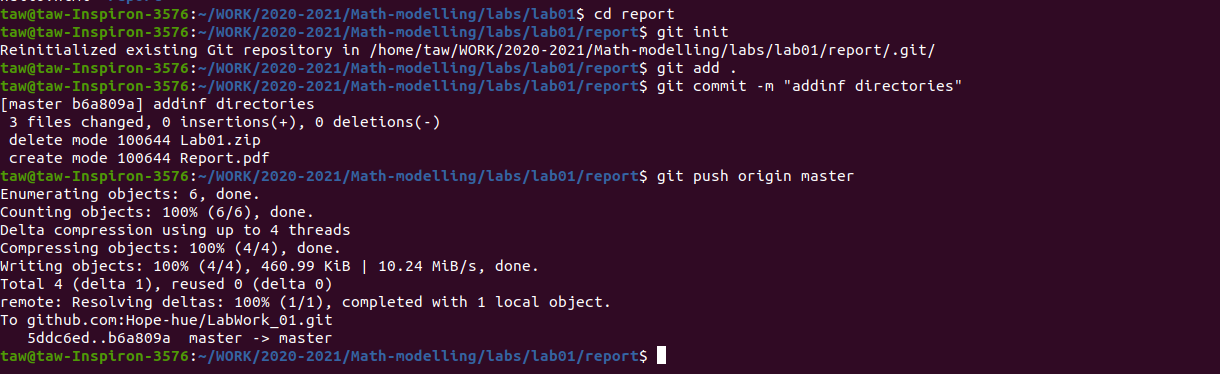 taw@taw-Inspiron-3576:~/WORK/2020-2021/Math-modelling/labs/lab01$ cd report
taw@taw-Inspiron-3576:~/WORK/2020-2021/Math-modelling/labs/lab01/report$ git init
Reinitialized existing Git repository in /home/taw/WORK/2020-2021/Math-modelling/labs/lab01/report/.git/
taw@taw-Inspiron-3576:~/WORK/2020-2021/Math-modelling/labs/lab01/report$ git add .
taw@taw-Inspiron-3576:~/WORK/2020-2021/Math-modelling/labs/lab01/report$ git commit -m "addinf directories"
[master b6a809a] addinf directories
 3 files changed, 0 insertions(+), 0 deletions(-)
 delete mode 100644 Lab01.zip
 create mode 100644 Report.pdf
taw@taw-Inspiron-3576:~/WORK/2020-2021/Math-modelling/labs/lab01/report$ git push origin master
Enumerating objects: 6, done.
Counting objects: 100% (6/6), done.
Delta compression using up to 4 threads
Compressing objects: 100% (4/4), done.
Writing objects: 100% (4/4), 460.99 KiB | 10.24 MiB/s, done.
Total 4 (delta 1), reused 0 (delta 0)
remote: Resolving deltas: 100% (1/1), completed with 1 local object.
To github.com:Hope-hue/LabWork_01.git
   5ddc6ed..b6a809a  master -> master
taw@taw-Inspiron-3576:~/WORK/2020-2021/Math-modelling/labs/lab01/report$